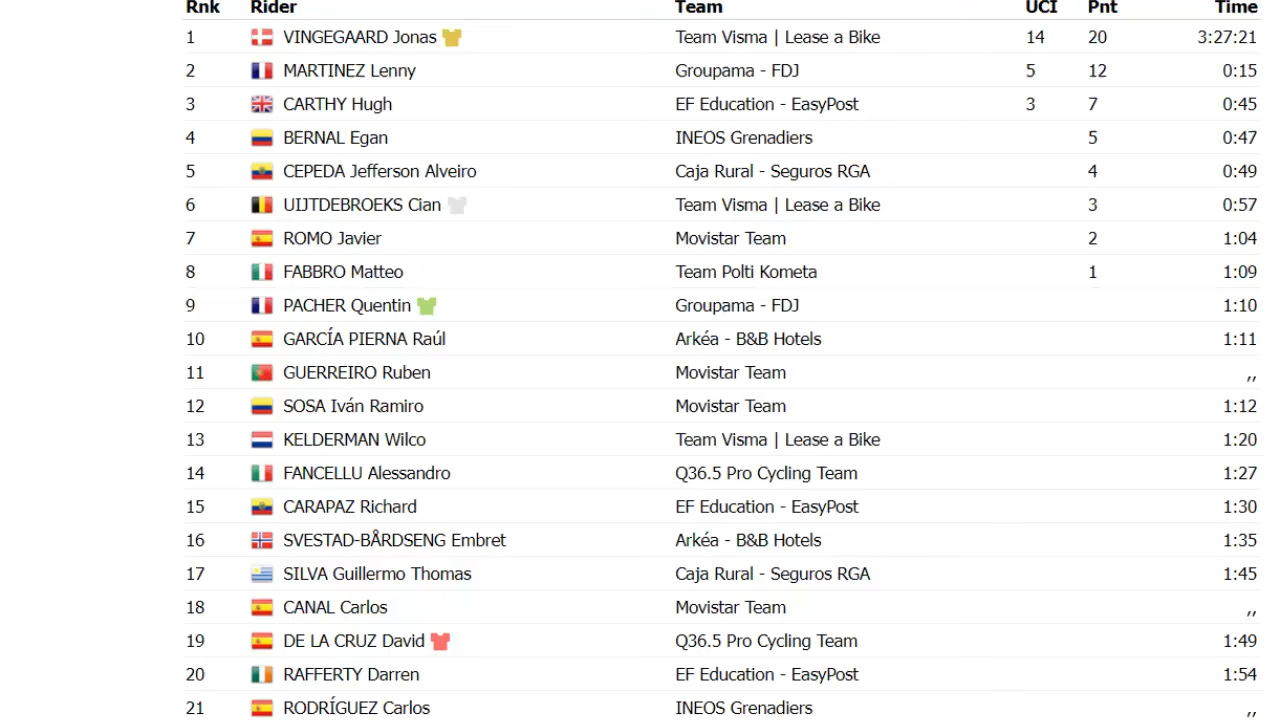 Rnk Rider Team UCI Pnt Time
1 VINGEGAARD Jonas Team Visma | Lease a Bike 14 20 3:27:21
2 MARTINEZ Lenny Groupama - FDJ 5 12 0:15
3 CARTHY Hugh EF Education - EasyPost 3 7 0:45
4 BERNAL Egan INEOS Grenadiers 5 0:47
5 CEPEDA Jefferson Alveiro Caja Rural - Seguros RGA 4 0:49
6 UIJTDEBROEKS Cian Team Visma | Lease a Bike 3 0:57
7 ROMO Javier Movistar Team 2 1:04
8 FABBRO Matteo Team Polti Kometa 1 1:09
9 PACHER Quentin Groupama - FDJ 1:10
10 GARCÍA PIERNA Raúl Arkéa - B&B Hotels 1:11
11 GUERREIRO Ruben Movistar Team ,,
12 SOSA Iván Ramiro Movistar Team 1:12
13 KELDERMAN Wilco Team Visma | Lease a Bike 1:20
14 FANCELLU Alessandro Q36.5 Pro Cycling Team 1:27
15 CARAPAZ Richard EF Education - EasyPost 1:30
16 SVESTAD-BÅRDSENG Embret Arkéa - B&B Hotels 1:35
17 SILVA Guillermo Thomas Caja Rural - Seguros RGA 1:45
18 CANAL Carlos Movistar Team ,,
19 DE LA CRUZ David Q36.5 Pro Cycling Team 1:49
20 RAFFERTY Darren EF Education - EasyPost 1:54
21 RODRÍGUEZ Carlos INEOS Grenadiers ,,